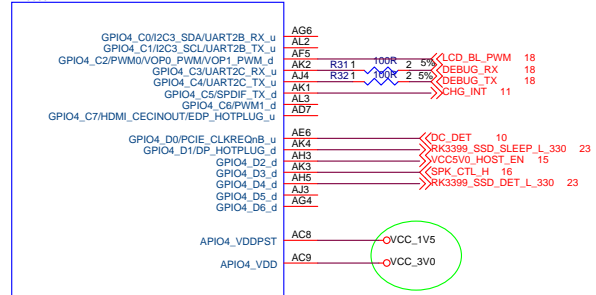 GPIO4_C0/I2C3_SDA/UART2B_RX_u AG6
GPIO4_C1/I2C3_SCL/UART2B_TX_u AL2
GPIO4_C2/PWM0/VOP0_PWM/VOP1_PWM_d AF5 LCD_BL_PWM 18
GPIO4_C3/UART2C_RX_u AK2 R311 100R 2 5% DEBUG_RX 18
GPIO4_C4/UART2C_TX_u AJ4 R321 100R 2 5% DEBUG_TX 18
GPIO4_C5/SPDIF_TX_d AK1 CHG_INT 11
GPIO4_C6/PWM1_d AL3
GPIO4_C7/HDMI_CECINOUT/EDP_HOTPLUG_u AD7
GPIO4_D0/PCIE_CLKREQnB_u AE6 DC_DET 10
GPIO4_D1/DP_HOTPLUG_d AK4 RK3399_SSD_SLEEP_L_330 23
GPIO4_D2_d AH3 VCC5V0_HOST_EN 15
GPIO4_D3_d AK3 SPK_CTL_H 16
GPIO4_D4_d AH5 RK3399_SSD_DET_L_330 23
GPIO4_D5_d AJ3
GPIO4_D6_d AG4
APIO4_VDDPST AC8 VCC_1V5
APIO4_VDD AC9 VCC_3V0